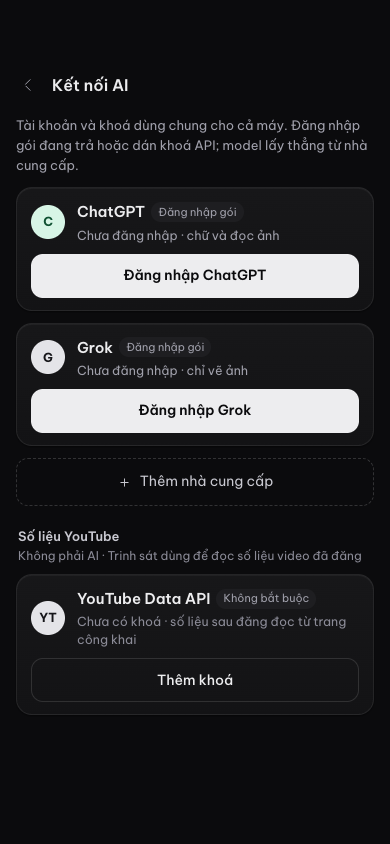 Kết nối AI
Tài khoản và khoá dùng chung cho cả máy. Đăng nhập
gói đang trả hoặc dán khoá API; model lấy thẳng từ nhà
cung cấp.
C
ChatGPT Đăng nhập gói
Chưa đăng nhập · chữ và đọc ảnh
Đăng nhập ChatGPT
G
Grok Đăng nhập gói
Chưa đăng nhập · chỉ vẽ ảnh
Đăng nhập Grok
+ Thêm nhà cung cấp
Số liệu YouTube
Không phải AI · Trinh sát dùng để đọc số liệu video đã đăng
YT
YouTube Data API Không bắt buộc
Chưa có khoá · số liệu sau đăng đọc từ trang
công khai
Thêm khoá